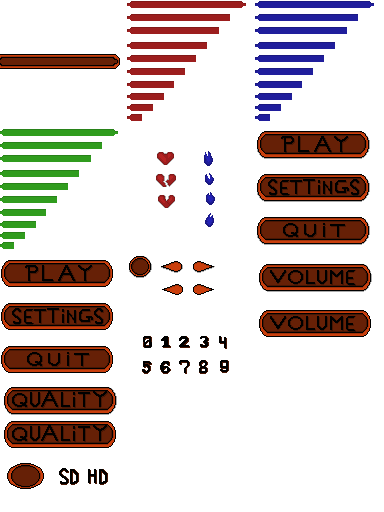 PLAY
SETTiNGS
QUiT
VOLUME
VOLUME
PLAY
SETTiNGS
QUiT
QUALiTY
QUALiTY
0 1 2 3 4
5 6 7 8 9
SD HD